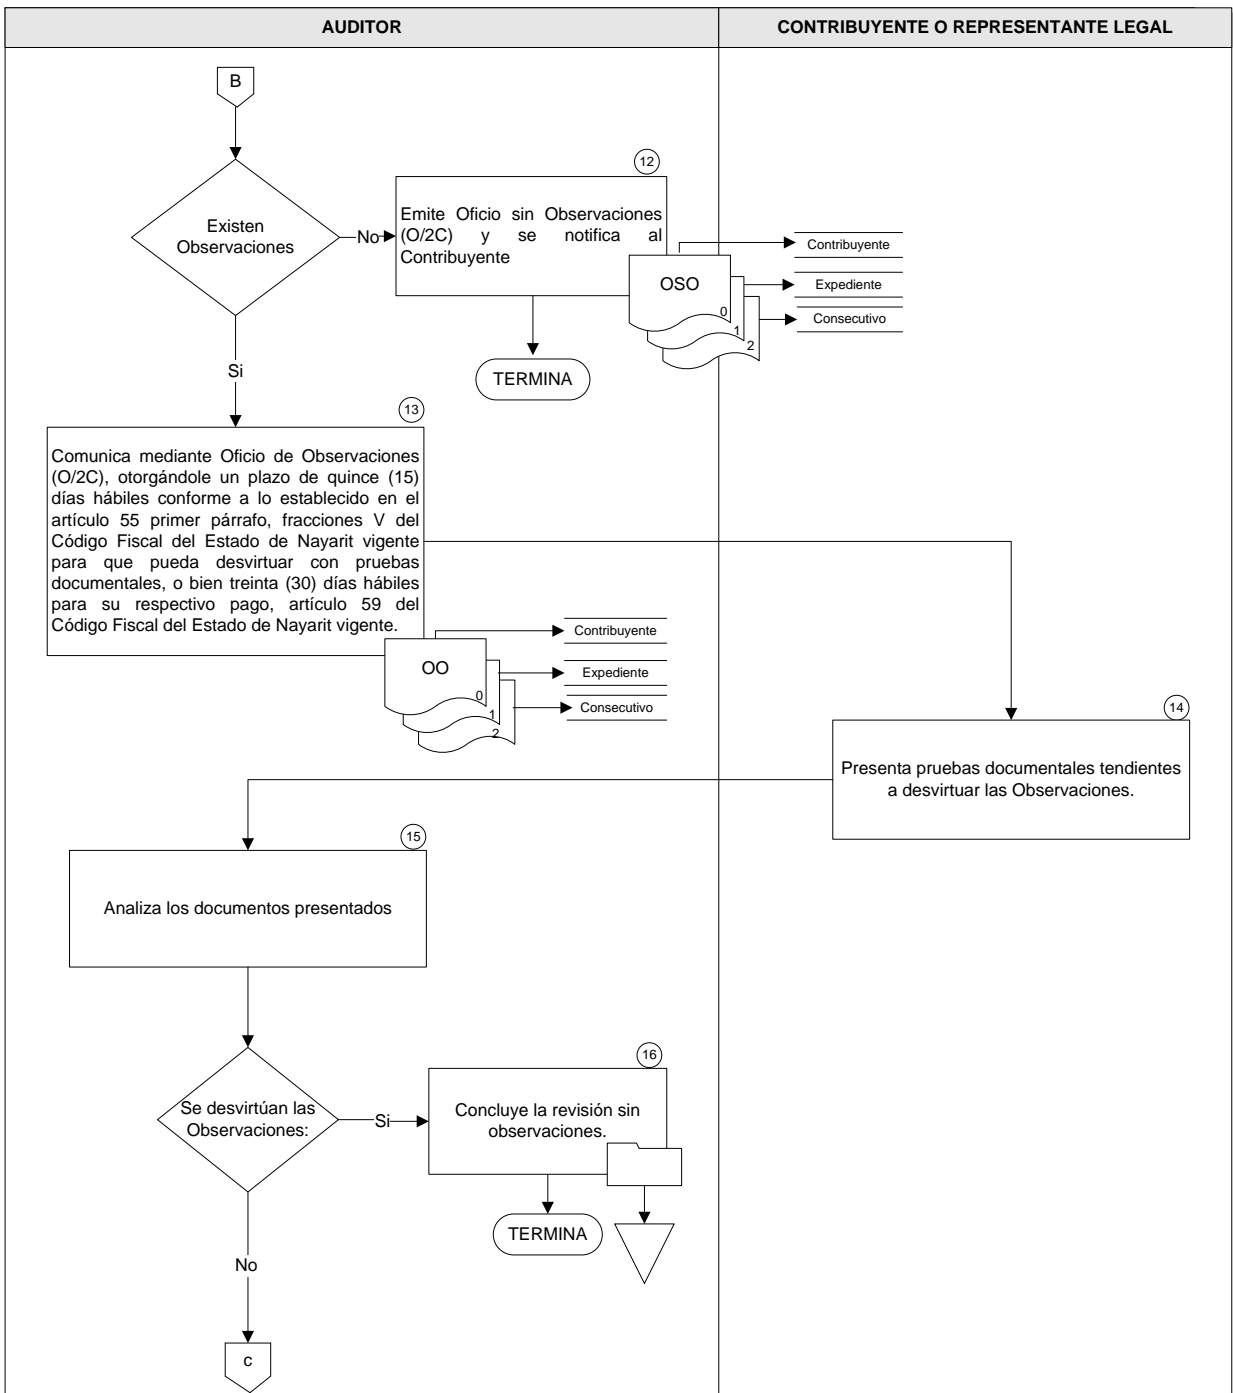 AUDITOR
CONTRIBUYENTE O REPRESENTANTE LEGAL
B
Existen
Observaciones
No
12
Emite Oficio sin Observaciones
(O/2C) y se notifica al
Contribuyente
OSO
0
1
2
Contribuyente
Expediente
Consecutivo
TERMINA
Si
13
Comunica mediante Oficio de Observaciones
(O/2C), otorgándole un plazo de quince (15)
días hábiles conforme a lo establecido en el
artículo 55 primer párrafo, fracciones V del
Código Fiscal del Estado de Nayarit vigente
para que pueda desvirtuar con pruebas
documentales, o bien treinta (30) días hábiles
para su respectivo pago, artículo 59 del
Código Fiscal del Estado de Nayarit vigente.
OO
0
1
2
Contribuyente
Expediente
Consecutivo
14
Presenta pruebas documentales tendientes
a desvirtuar las Observaciones.
15
Analiza los documentos presentados
Se desvirtúan las
Observaciones:
Si
16
Concluye la revisión sin
observaciones.
TERMINA
No
c